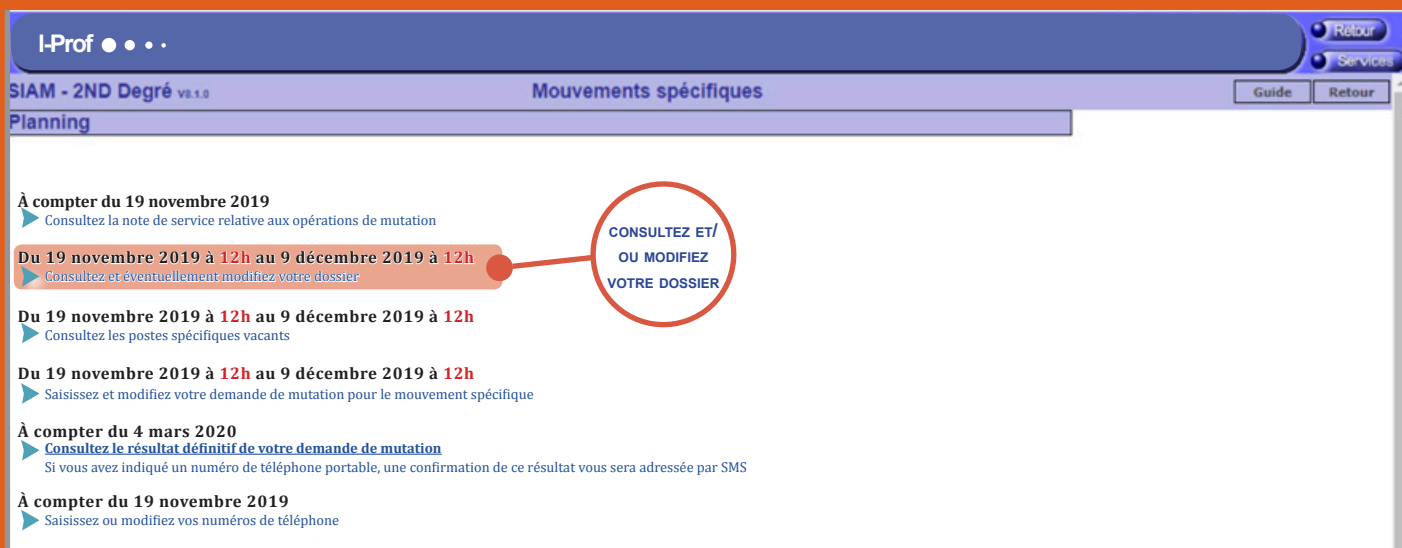 I-Prof
Retour
Services
SIAM - 2ND Degré V8.1.0
Mouvements spécifiques
Guide
Retour
Planning
À compter du 19 novembre 2019
Consultez la note de service relative aux opérations de mutation
Du 19 novembre 2019 à 12h au 9 décembre 2019 à 12h
Consultez et éventuellement modifiez votre dossier
CONSULTEZ ET/
OU MODIFIEZ
VOTRE DOSSIER
Du 19 novembre 2019 à 12h au 9 décembre 2019 à 12h
Consultez les postes spécifiques vacants
Du 19 novembre 2019 à 12h au 9 décembre 2019 à 12h
Saisissez et modifiez votre demande de mutation pour le mouvement spécifique
À compter du 4 mars 2020
Consultez le résultat définitif de votre demande de mutation
Si vous avez indiqué un numéro de téléphone portable, une confirmation de ce résultat vous sera adressée par SMS
À compter du 19 novembre 2019
Saisissez ou modifiez vos numéros de téléphone